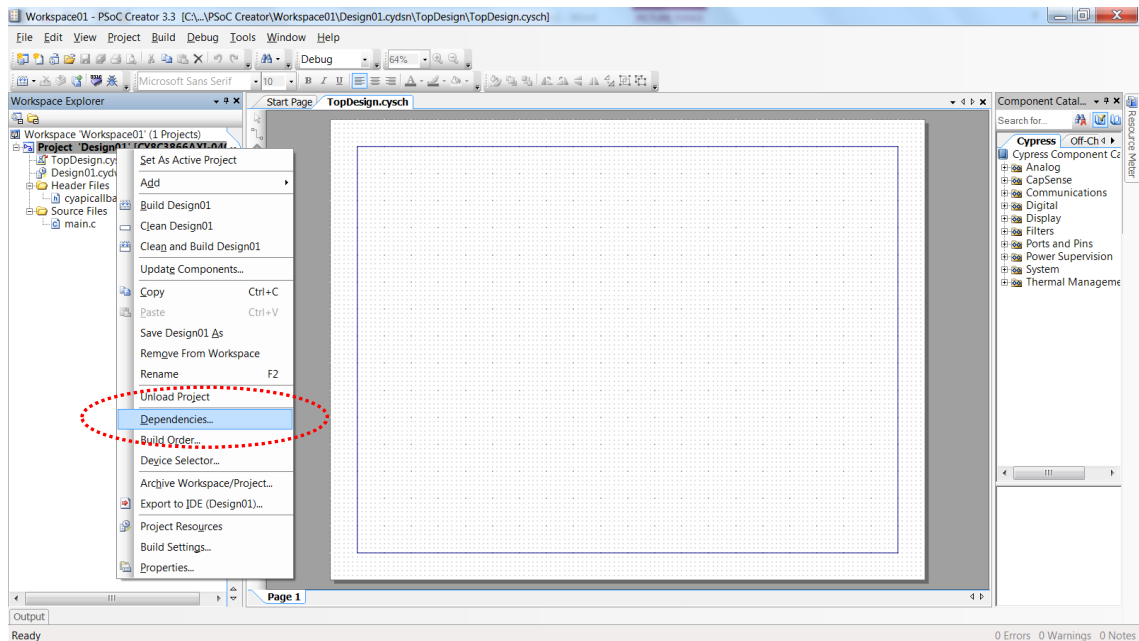 Workspace01 - PSoC Creator 3.3 [C:\...\PSoC Creator\Workspace01\Design01.cydsn\TopDesign\TopDesign.cysch]
File Edit View Project Build Debug Tools Window Help
Debug 64%
Microsoft Sans Serif 10 B I U
Workspace Explorer
Workspace 'Workspace01' (1 Projects)
Project 'Design01' [CY8C3866AXI-040
TopDesign.cy
Design01.cyd
Header Files
cyapicallba
Source Files
main.c
Set As Active Project
Add
Build Design01
Clean Design01
Clean and Build Design01
Update Components...
Copy Ctrl+C
Paste Ctrl+V
Save Design01 As
Remove From Workspace
Rename F2
Unload Project
Dependencies...
Build Order...
Device Selector...
Archive Workspace/Project...
Export to IDE (Design01)...
Project Resources
Build Settings...
Properties...
Start Page TopDesign.cysch
Page 1
Component Catal...
Search for...
Cypress Off-Ch
Cypress Component Ca
Analog
CapSense
Communications
Digital
Display
Filters
Ports and Pins
Power Supervision
System
Thermal Manageme
Resource Meter
Output
Ready 0 Errors 0 Warnings 0 Notes